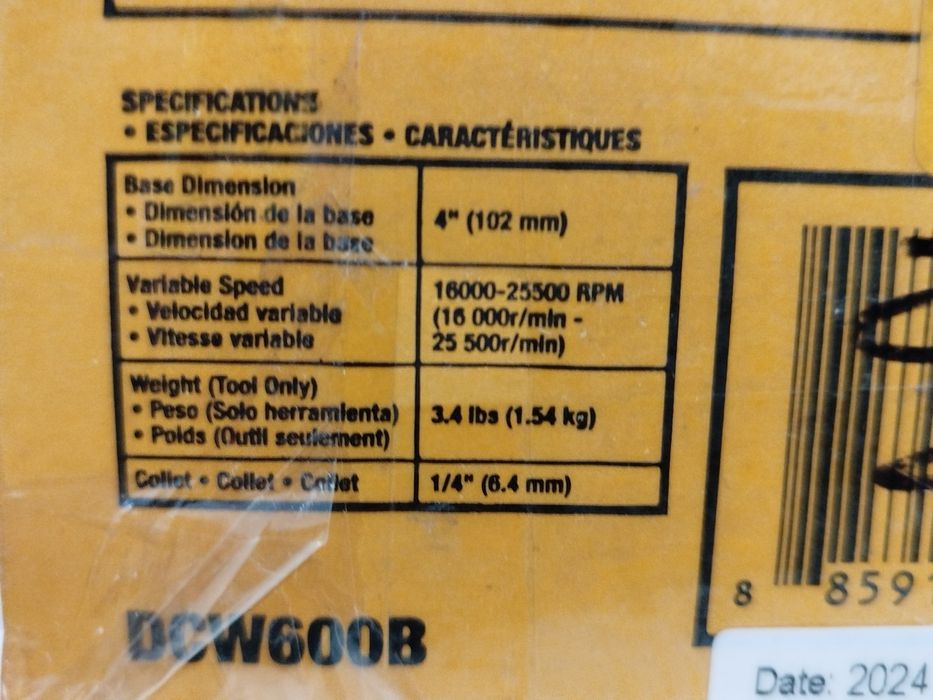 SPECIFICATIONS
• ESPECIFICACIONES • CARACTÉRISTIQUES
Base Dimension
• Dimensión de la base
• Dimension de la base
4" (102 mm)
Variable Speed
• Velocidad variable
• Vitesse variable
16000-25500 RPM
(16 000r/min -
25 500r/min)
Weight (Tool Only)
• Peso (Solo herramienta)
• Poids (Outil seulement)
3.4 lbs (1.54 kg)
Collet • Collet • Collet
1/4" (6.4 mm)
DCW600B
8 859
Date: 2024